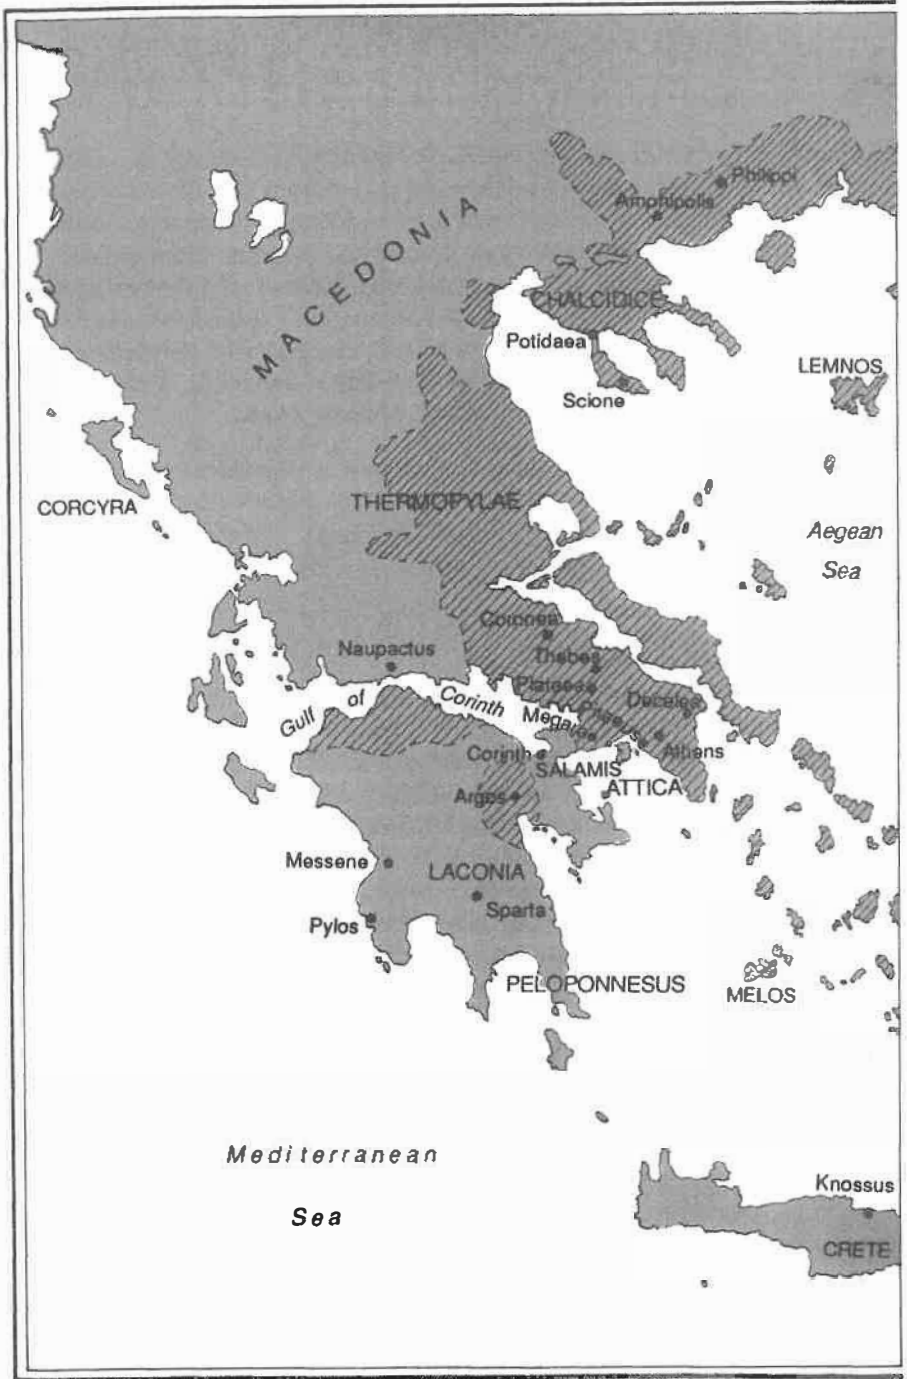 Philippi
Amphipolis
MACEDONIA
CHALCIDICE
Potidaea
LEMNOS
Scione
CORCYRA
THERMOPYLAE
Aegean
Sea
Coronea
Naupactus
Thebes
Plataea
Decelea
Gulf of Corinth
Megara
Athens
Corinth
SALAMIS
ATTICA
Argos
Messene
LACONIA
Sparta
Pylos
PELOPONNESUS
MELOS
Mediterranean
Sea
Knossus
CRETE